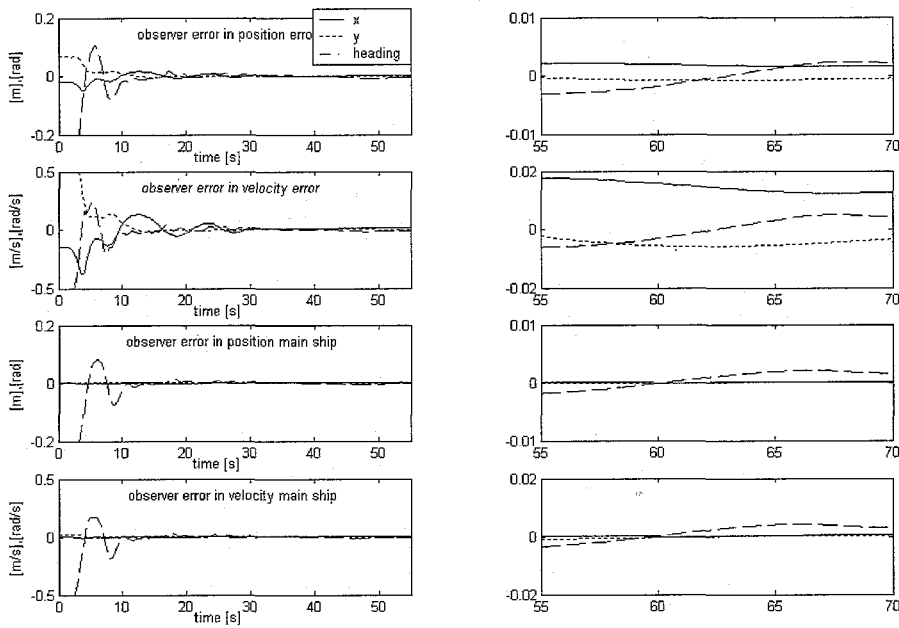 0.2
observer error in position erro
x
y
heading
[m],[rad]
0
-0.2
0 10 20 30 40 50
time [s]
0.01
0
-0.01
55 60 65 70
0.5
observer error in velocity error
[m/s],[rad/s]
0
-0.5
0 10 20 30 40 50
time [s]
0.02
0
-0.02
55 60 65 70
0.2
observer error in position main ship
[m],[rad]
0
-0.2
0 10 20 30 40 50
time [s]
0.01
0
-0.01
55 60 65 70
0.5
observer error in velocity main ship
[m/s],[rad/s]
0
-0.5
0 10 20 30 40 50
time [s]
0.02
0
-0.02
55 60 65 70